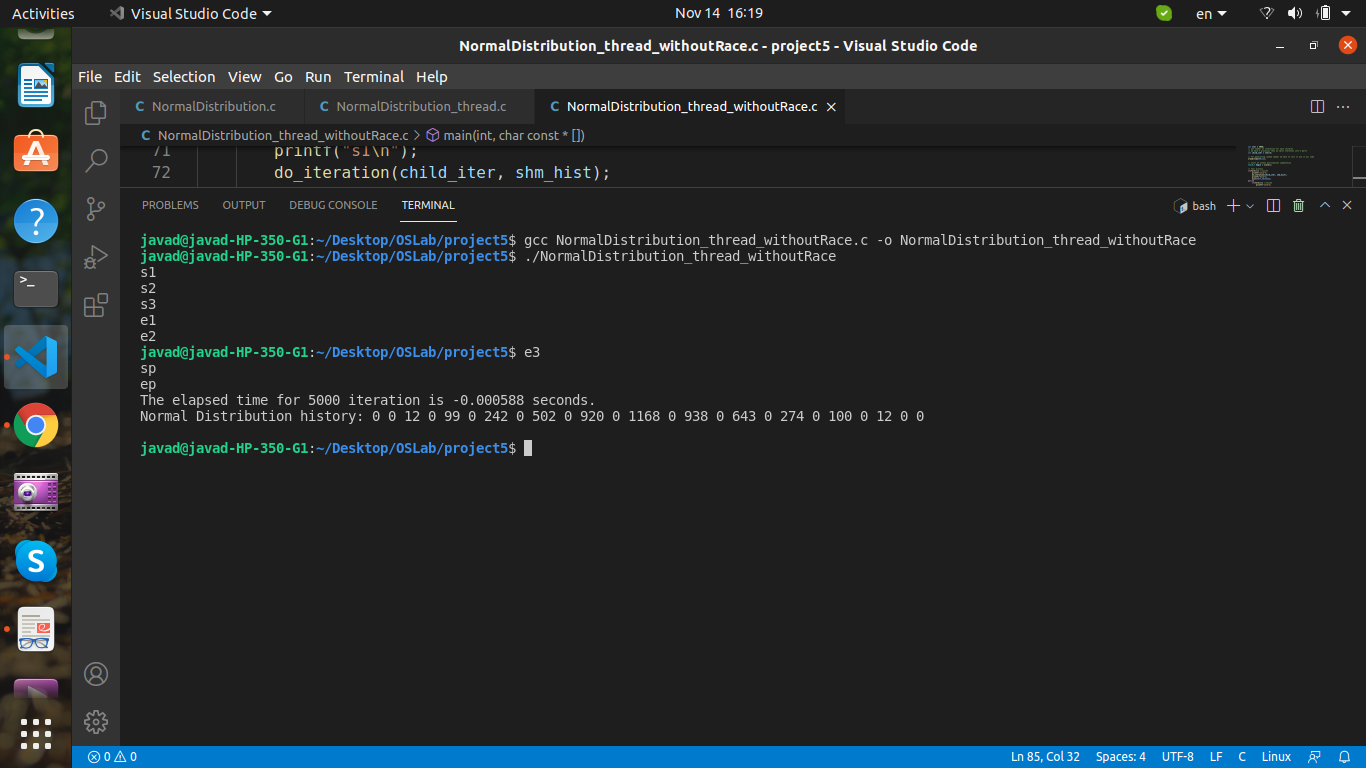 Activities Visual Studio Code Nov 14 16:19 en
NormalDistribution_thread_withoutRace.c - project5 - Visual Studio Code
File Edit Selection View Go Run Terminal Help
C NormalDistribution.c C NormalDistribution_thread.c C NormalDistribution_thread_withoutRace.c
C NormalDistribution_thread_withoutRace.c > main(int, char const * [])
71 printf("s1\n");
72 do_iteration(child_iter, shm_hist);
PROBLEMS OUTPUT DEBUG CONSOLE TERMINAL bash
javad@javad-HP-350-G1:~/Desktop/OSLab/project5$ gcc NormalDistribution_thread_withoutRace.c -o NormalDistribution_thread_withoutRace
javad@javad-HP-350-G1:~/Desktop/OSLab/project5$ ./NormalDistribution_thread_withoutRace
s1
s2
s3
e1
e2
javad@javad-HP-350-G1:~/Desktop/OSLab/project5$ e3
sp
ep
The elapsed time for 5000 iteration is -0.000588 seconds.
Normal Distribution history: 0 0 12 0 99 0 242 0 502 0 920 0 1168 0 938 0 643 0 274 0 100 0 12 0 0
javad@javad-HP-350-G1:~/Desktop/OSLab/project5$
0 0 Ln 85, Col 32 Spaces: 4 UTF-8 LF C Linux